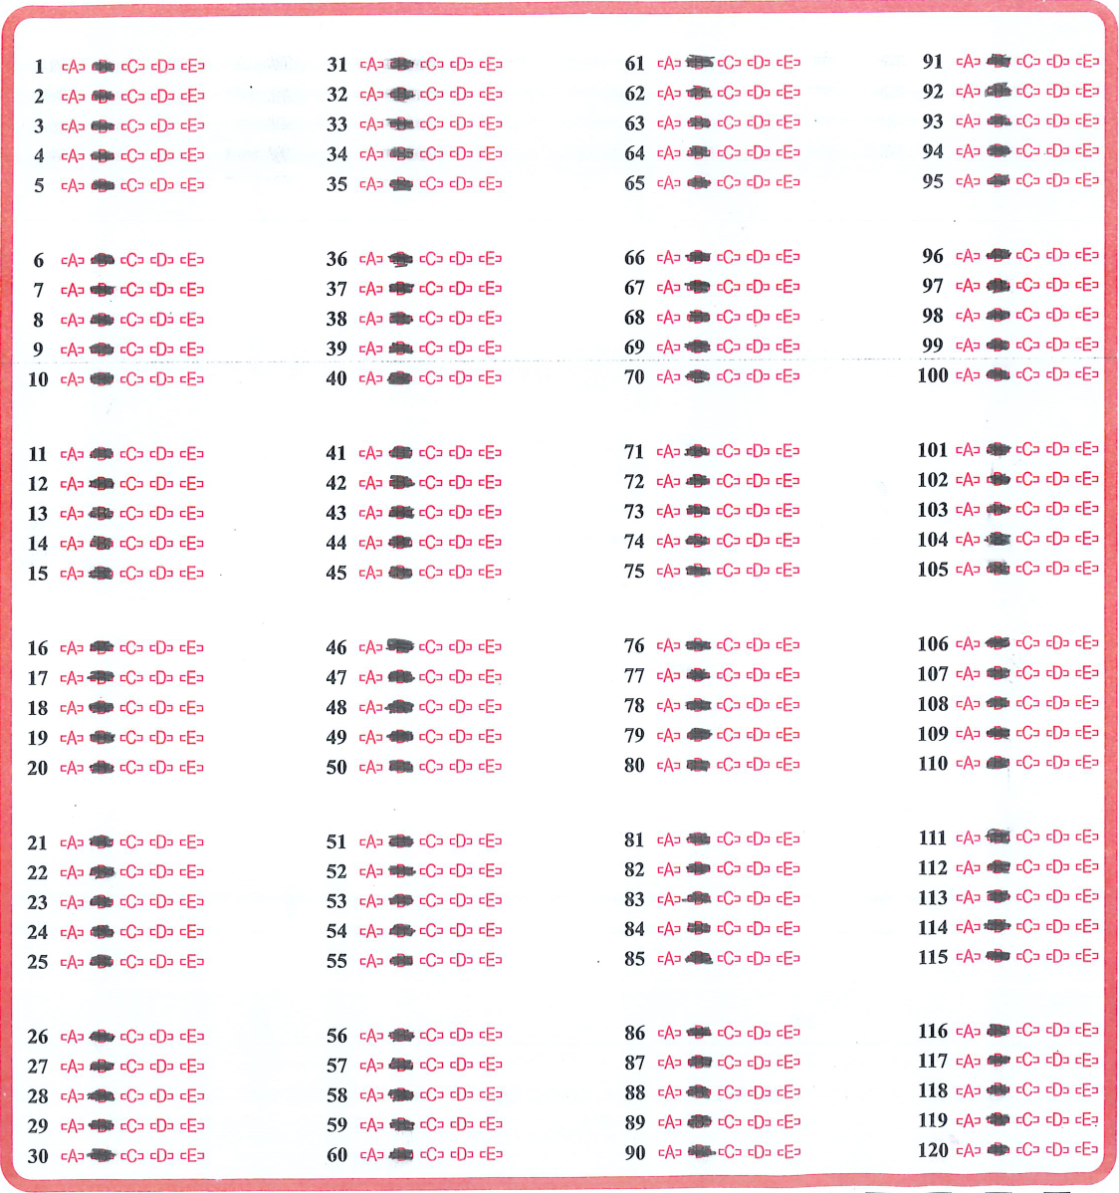 1 [A] [B] [C] [D] [E]
2 [A] [B] [C] [D] [E]
3 [A] [B] [C] [D] [E]
4 [A] [B] [C] [D] [E]
5 [A] [B] [C] [D] [E]
6 [A] [B] [C] [D] [E]
7 [A] [B] [C] [D] [E]
8 [A] [B] [C] [D] [E]
9 [A] [B] [C] [D] [E]
10 [A] [B] [C] [D] [E]
11 [A] [B] [C] [D] [E]
12 [A] [B] [C] [D] [E]
13 [A] [B] [C] [D] [E]
14 [A] [B] [C] [D] [E]
15 [A] [B] [C] [D] [E]
16 [A] [B] [C] [D] [E]
17 [A] [B] [C] [D] [E]
18 [A] [B] [C] [D] [E]
19 [A] [B] [C] [D] [E]
20 [A] [B] [C] [D] [E]
21 [A] [B] [C] [D] [E]
22 [A] [B] [C] [D] [E]
23 [A] [B] [C] [D] [E]
24 [A] [B] [C] [D] [E]
25 [A] [B] [C] [D] [E]
26 [A] [B] [C] [D] [E]
27 [A] [B] [C] [D] [E]
28 [A] [B] [C] [D] [E]
29 [A] [B] [C] [D] [E]
30 [A] [B] [C] [D] [E]
31 [A] [B] [C] [D] [E]
32 [A] [B] [C] [D] [E]
33 [A] [B] [C] [D] [E]
34 [A] [B] [C] [D] [E]
35 [A] [B] [C] [D] [E]
36 [A] [B] [C] [D] [E]
37 [A] [B] [C] [D] [E]
38 [A] [B] [C] [D] [E]
39 [A] [B] [C] [D] [E]
40 [A] [B] [C] [D] [E]
41 [A] [B] [C] [D] [E]
42 [A] [B] [C] [D] [E]
43 [A] [B] [C] [D] [E]
44 [A] [B] [C] [D] [E]
45 [A] [B] [C] [D] [E]
46 [A] [B] [C] [D] [E]
47 [A] [B] [C] [D] [E]
48 [A] [B] [C] [D] [E]
49 [A] [B] [C] [D] [E]
50 [A] [B] [C] [D] [E]
51 [A] [B] [C] [D] [E]
52 [A] [B] [C] [D] [E]
53 [A] [B] [C] [D] [E]
54 [A] [B] [C] [D] [E]
55 [A] [B] [C] [D] [E]
56 [A] [B] [C] [D] [E]
57 [A] [B] [C] [D] [E]
58 [A] [B] [C] [D] [E]
59 [A] [B] [C] [D] [E]
60 [A] [B] [C] [D] [E]
61 [A] [B] [C] [D] [E]
62 [A] [B] [C] [D] [E]
63 [A] [B] [C] [D] [E]
64 [A] [B] [C] [D] [E]
65 [A] [B] [C] [D] [E]
66 [A] [B] [C] [D] [E]
67 [A] [B] [C] [D] [E]
68 [A] [B] [C] [D] [E]
69 [A] [B] [C] [D] [E]
70 [A] [B] [C] [D] [E]
71 [A] [B] [C] [D] [E]
72 [A] [B] [C] [D] [E]
73 [A] [B] [C] [D] [E]
74 [A] [B] [C] [D] [E]
75 [A] [B] [C] [D] [E]
76 [A] [B] [C] [D] [E]
77 [A] [B] [C] [D] [E]
78 [A] [B] [C] [D] [E]
79 [A] [B] [C] [D] [E]
80 [A] [B] [C] [D] [E]
81 [A] [B] [C] [D] [E]
82 [A] [B] [C] [D] [E]
83 [A] [B] [C] [D] [E]
84 [A] [B] [C] [D] [E]
85 [A] [B] [C] [D] [E]
86 [A] [B] [C] [D] [E]
87 [A] [B] [C] [D] [E]
88 [A] [B] [C] [D] [E]
89 [A] [B] [C] [D] [E]
90 [A] [B] [C] [D] [E]
91 [A] [B] [C] [D] [E]
92 [A] [B] [C] [D] [E]
93 [A] [B] [C] [D] [E]
94 [A] [B] [C] [D] [E]
95 [A] [B] [C] [D] [E]
96 [A] [B] [C] [D] [E]
97 [A] [B] [C] [D] [E]
98 [A] [B] [C] [D] [E]
99 [A] [B] [C] [D] [E]
100 [A] [B] [C] [D] [E]
101 [A] [B] [C] [D] [E]
102 [A] [B] [C] [D] [E]
103 [A] [B] [C] [D] [E]
104 [A] [B] [C] [D] [E]
105 [A] [B] [C] [D] [E]
106 [A] [B] [C] [D] [E]
107 [A] [B] [C] [D] [E]
108 [A] [B] [C] [D] [E]
109 [A] [B] [C] [D] [E]
110 [A] [B] [C] [D] [E]
111 [A] [B] [C] [D] [E]
112 [A] [B] [C] [D] [E]
113 [A] [B] [C] [D] [E]
114 [A] [B] [C] [D] [E]
115 [A] [B] [C] [D] [E]
116 [A] [B] [C] [D] [E]
117 [A] [B] [C] [D] [E]
118 [A] [B] [C] [D] [E]
119 [A] [B] [C] [D] [E]
120 [A] [B] [C] [D] [E]